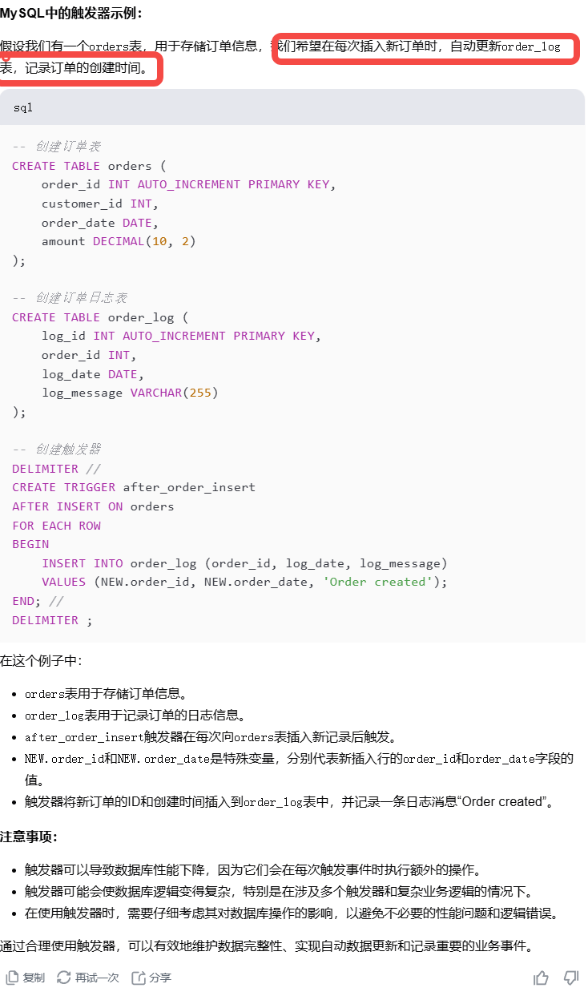 MySQL中的触发器示例：
假设我们有一个orders表，用于存储订单信息，我们希望在每次插入新订单时，自动更新order_log
表，记录订单的创建时间。
sql
-- 创建订单表
CREATE TABLE orders (
    order_id INT AUTO_INCREMENT PRIMARY KEY,
    customer_id INT,
    order_date DATE,
    amount DECIMAL(10, 2)
);
-- 创建订单日志表
CREATE TABLE order_log (
    log_id INT AUTO_INCREMENT PRIMARY KEY,
    order_id INT,
    log_date DATE,
    log_message VARCHAR(255)
);
-- 创建触发器
DELIMITER //
CREATE TRIGGER after_order_insert
AFTER INSERT ON orders
FOR EACH ROW
BEGIN
    INSERT INTO order_log (order_id, log_date, log_message)
    VALUES (NEW.order_id, NEW.order_date, 'Order created');
END; //
DELIMITER ;
在这个例子中：
• orders表用于存储订单信息。
• order_log表用于记录订单的日志信息。
• after_order_insert触发器在每次向orders表插入新记录后触发。
• NEW.order_id和NEW.order_date是特殊变量，分别代表新插入行的order_id和order_date字段的
值。
• 触发器将新订单的ID和创建时间插入到order_log表中，并记录一条日志消息“Order created”。
注意事项：
• 触发器可以导致数据库性能下降，因为它们会在每次触发事件时执行额外的操作。
• 触发器可能会使数据库逻辑变得复杂，特别是在涉及多个触发器和复杂业务逻辑的情况下。
• 在使用触发器时，需要仔细考虑其对数据库操作的影响，以避免不必要的性能问题和逻辑错误。
通过合理使用触发器，可以有效地维护数据完整性、实现自动数据更新和记录重要的业务事件。
复制 再试一次 分享